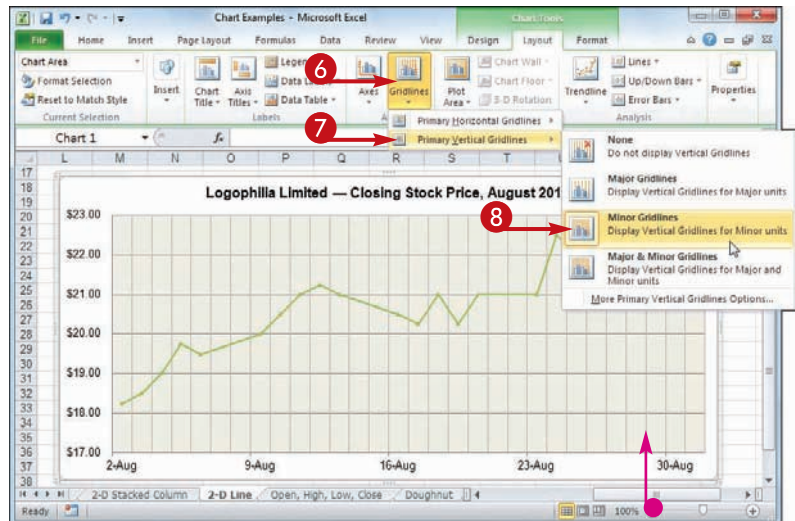 Chart Examples - Microsoft Excel
Chart Tools
File Home Insert Page Layout Formulas Data Review View Design Layout Format
Chart Area
Format Selection
Reset to Match Style
Current Selection
Insert
Chart Title
Axis Titles
Data Table
Labels
Axes
Gridlines
Plot Area
Chart Wall
Chart Floor
3-D Rotation
Trendline
Lines
Up/Down Bars
Error Bars
Analysis
Properties
6
7
8
Primary Horizontal Gridlines
Primary Vertical Gridlines
None
Do not display Vertical Gridlines
Major Gridlines
Display Vertical Gridlines for Major units
Minor Gridlines
Display Vertical Gridlines for Minor units
Major & Minor Gridlines
Display Vertical Gridlines for Major and
Minor units
More Primary Vertical Gridlines Options...
Chart 1
fx
L M N O P Q R S T U
17
18
19
20
21
22
23
24
25
26
27
28
29
30
31
32
33
34
35
36
37
38
Logophilia Limited — Closing Stock Price, August 201
$23.00
$22.00
$21.00
$20.00
$19.00
$18.00
$17.00
2-Aug 9-Aug 16-Aug 23-Aug 30-Aug
2-D Stacked Column 2-D Line Open, High, Low, Close Doughnut
Ready
100%